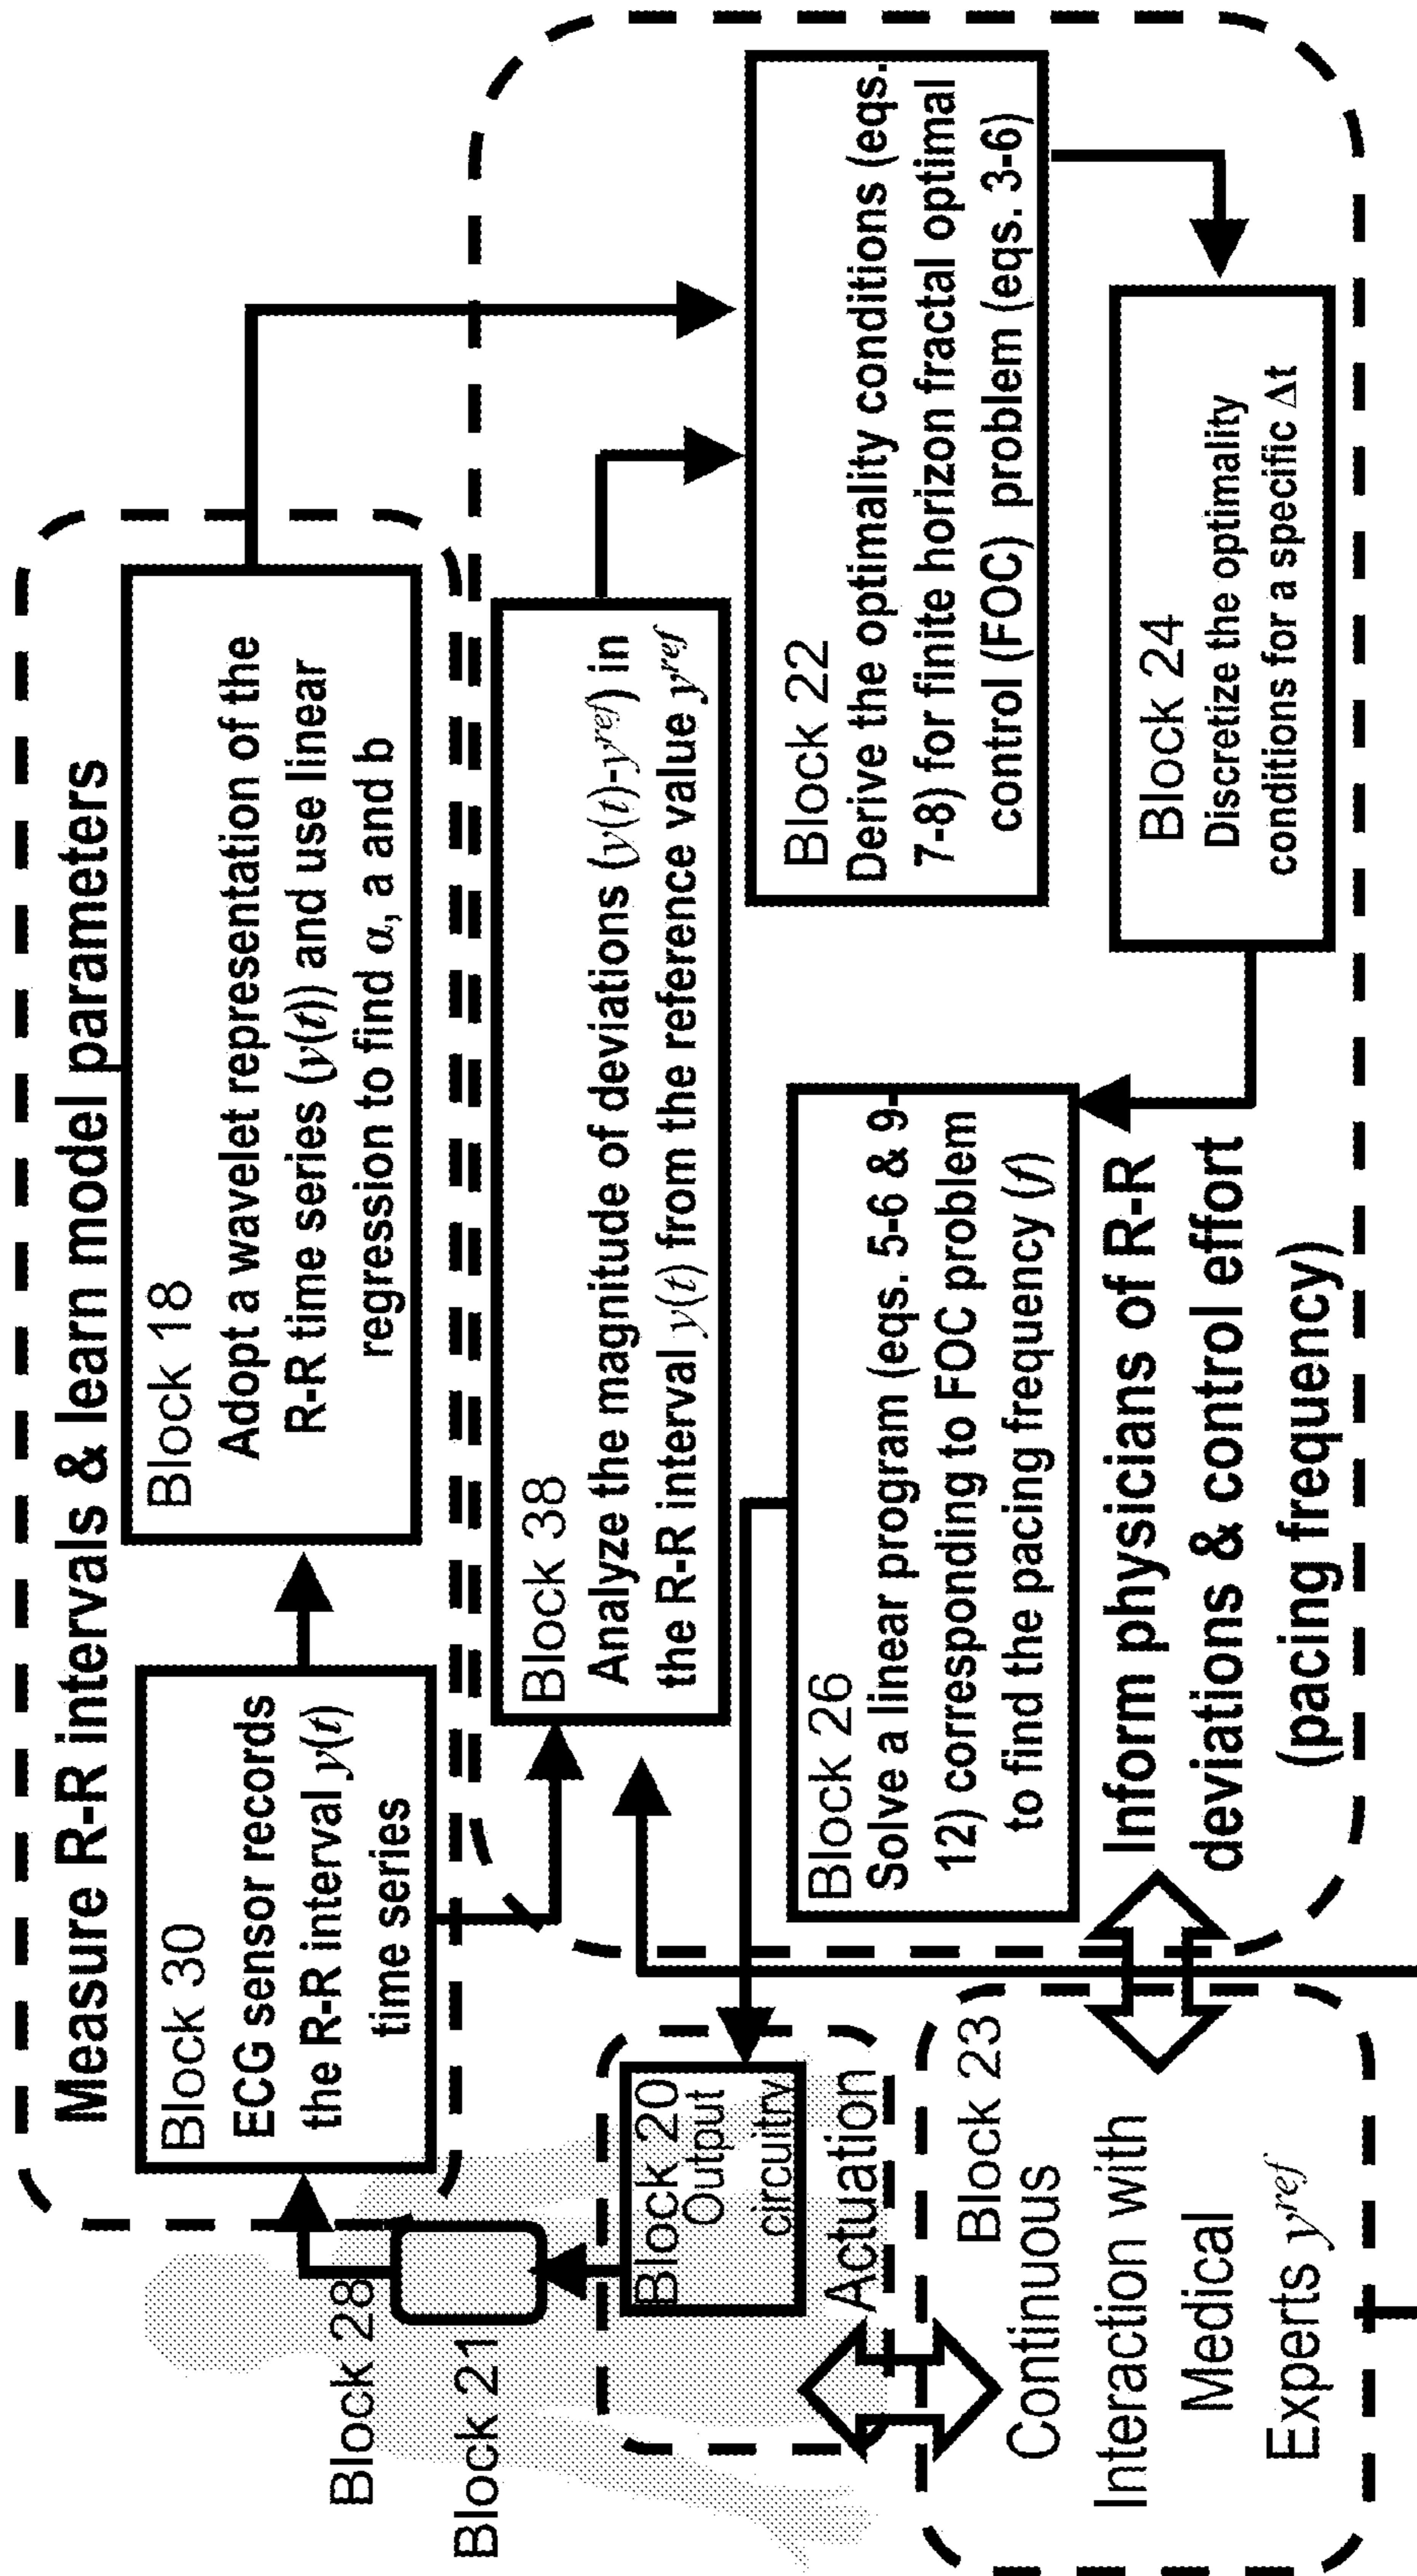 Measure R-R intervals & learn model parameters
Block 30
ECG sensor records
the R-R interval y(t)
time series
Block 18
Adopt a wavelet representation of the
R-R time series (y(t)) and use linear
regression to find α, a and b
Block 28
Block 21
Block 38
Analyze the magnitude of deviations (y(t)-y^ref) in
the R-R interval y(t) from the reference value y^ref
Block 20
Output
circuitry
Actuation
Block 26
Solve a linear program (eqs. 5-6 & 9-
12) corresponding to FOC problem
to find the pacing frequency (f)
Block 22
Derive the optimality conditions (eqs.
7-8) for finite horizon fractal optimal
control (FOC) problem (eqs. 3-6)
Block 24
Discretize the optimality
conditions for a specific Δt
Inform physicians of R-R
deviations & control effort
(pacing frequency)
Block 23
Continuous
Interaction with
Medical
Experts y^ref